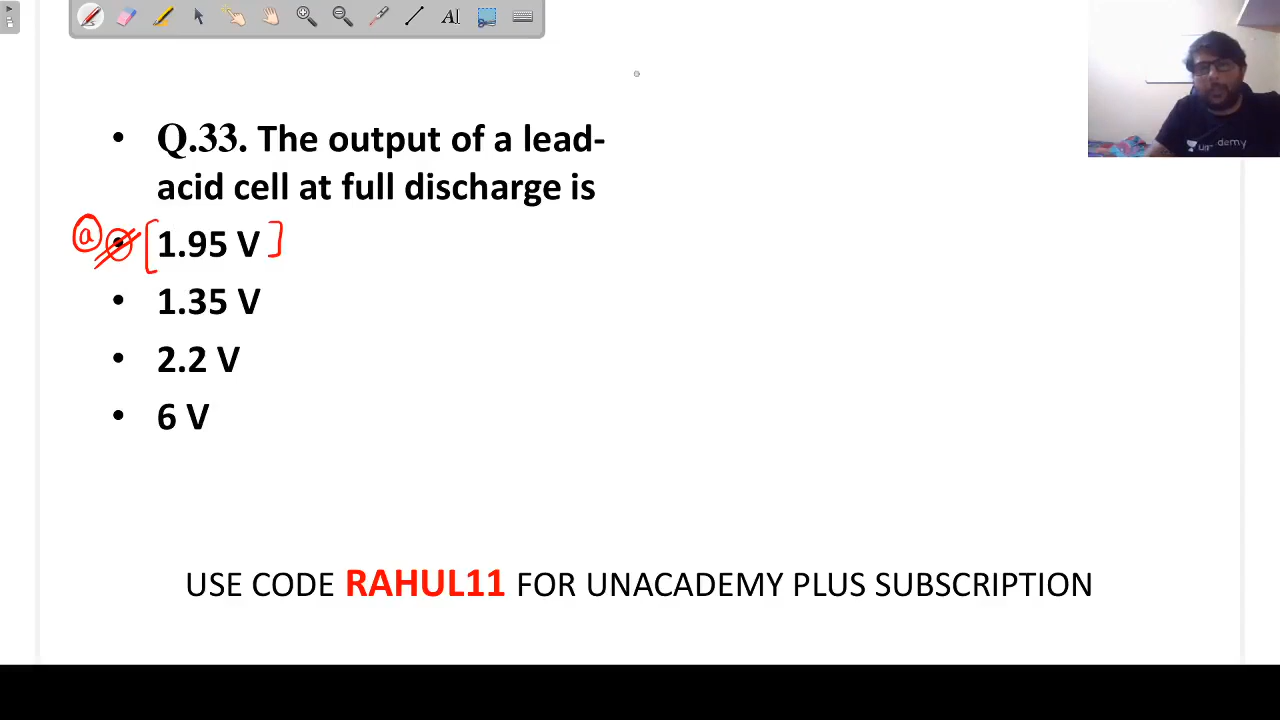 AI
• Q.33. The output of a lead-
acid cell at full discharge is
ⓐ • [1.95 V]
• 1.35 V
• 2.2 V
• 6 V
USE CODE RAHUL11 FOR UNACADEMY PLUS SUBSCRIPTION